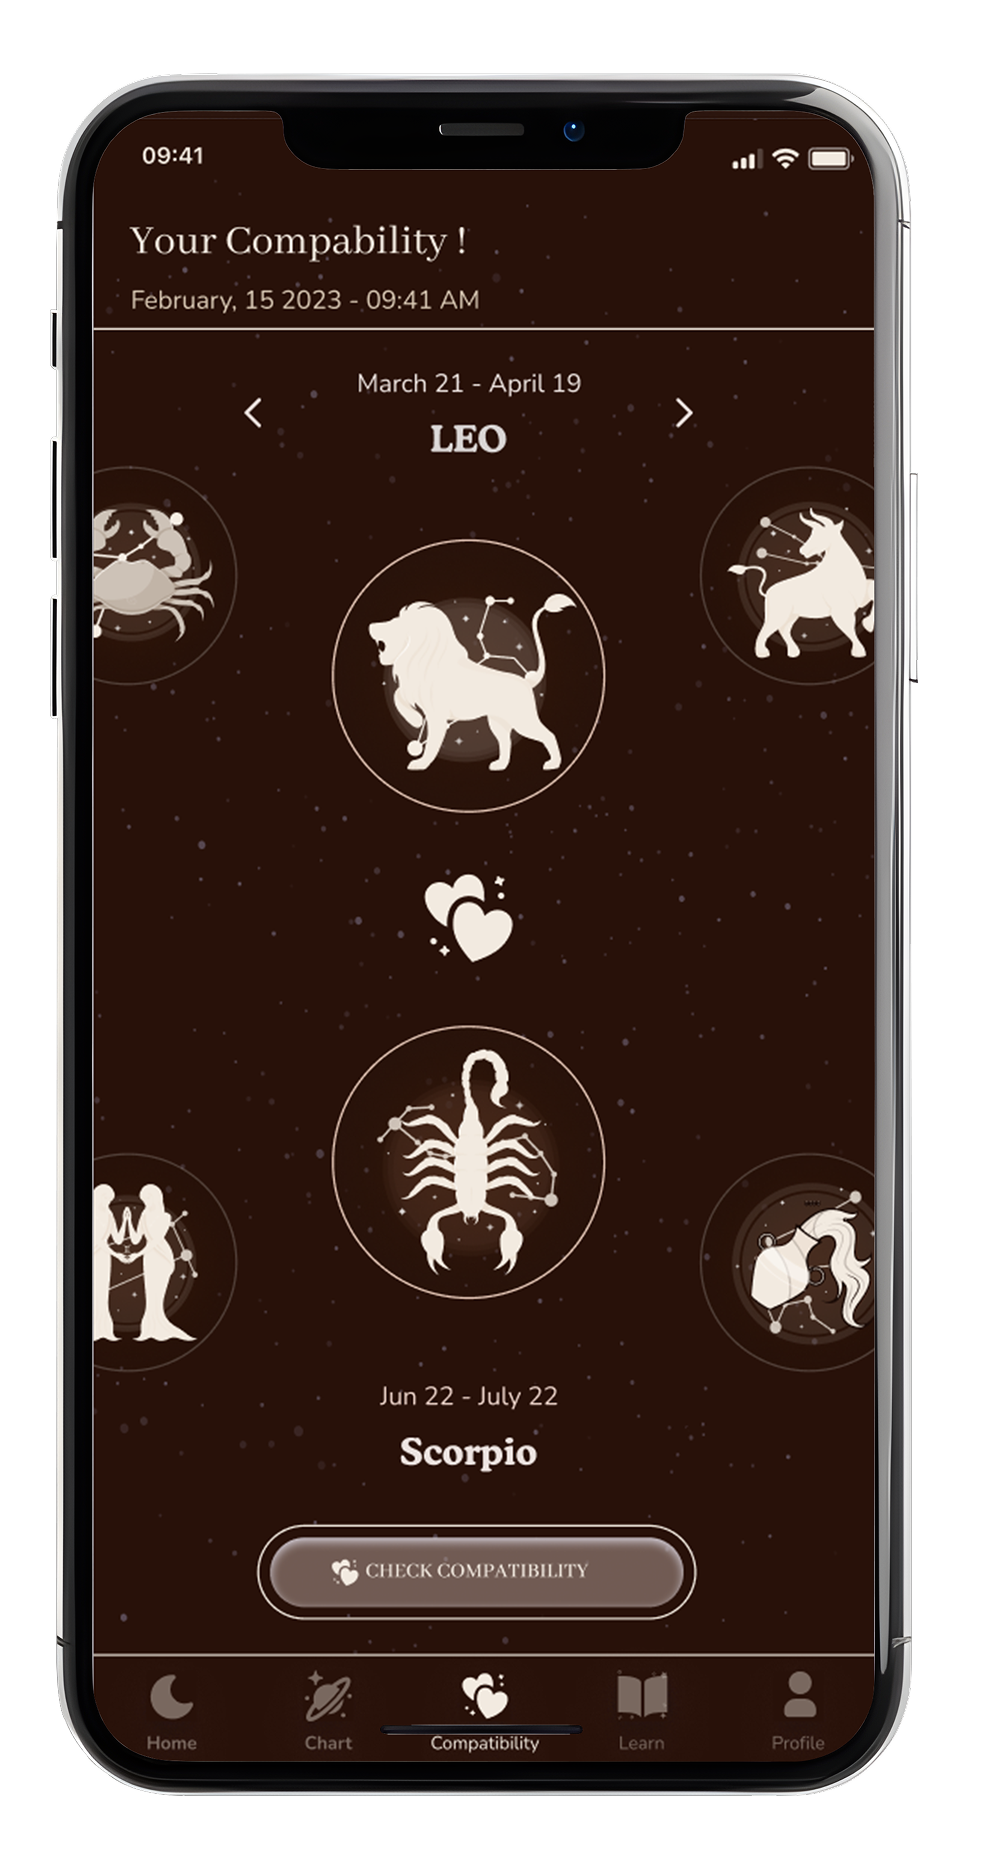 09:41
Your Compability !
February, 15 2023 - 09:41 AM
March 21 - April 19
LEO
Jun 22 - July 22
Scorpio
CHECK COMPATIBILITY
Home Chart Compatibility Learn Profile